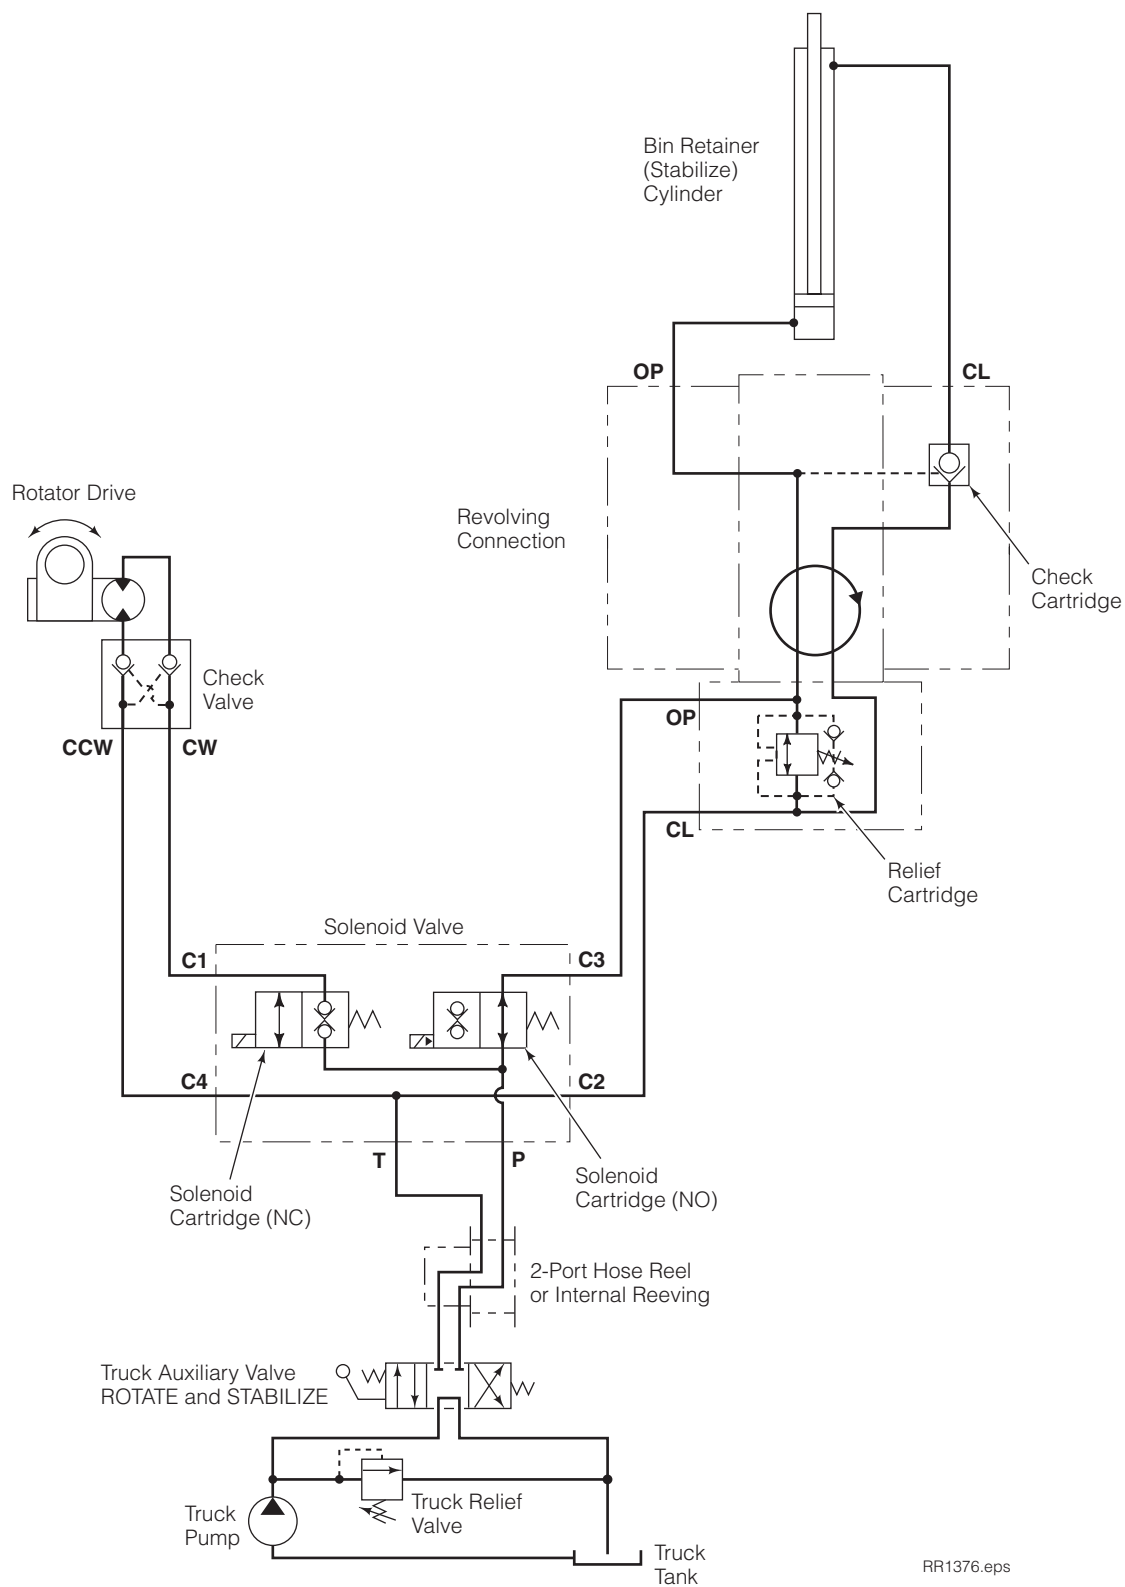 Bin Retainer
(Stabilize)
Cylinder
OP
CL
Rotator Drive
Revolving
Connection
Check
Cartridge
Check
Valve
OP
CCW
CW
CL
Relief
Cartridge
Solenoid Valve
C1
C3
C4
C2
T
P
Solenoid
Cartridge (NC)
Solenoid
Cartridge (NO)
2-Port Hose Reel
or Internal Reeving
Truck Auxiliary Valve
ROTATE and STABILIZE
Truck Relief
Valve
Truck
Pump
Truck
Tank
RR1376.eps